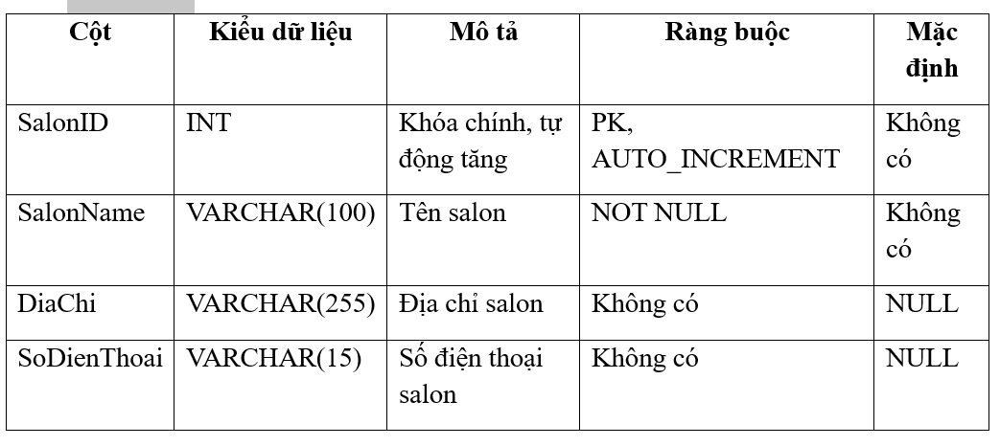 Cột Kiểu dữ liệu Mô tả Ràng buộc Mặc
định
SalonID INT Khóa chính, tự PK, Không
động tăng AUTO_INCREMENT có
SalonName VARCHAR(100) Tên salon NOT NULL Không
có
DiaChi VARCHAR(255) Địa chỉ salon Không có NULL
SoDienThoai VARCHAR(15) Số điện thoại Không có NULL
salon